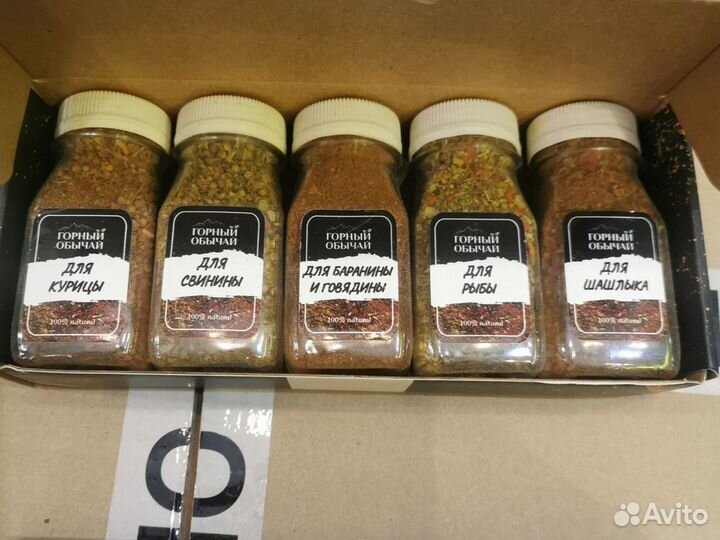 ГОРНЫЙ
ОБЫЧАЙ
ДЛЯ
КУРИЦЫ
100% natural
ГОРНЫЙ
ОБЫЧАЙ
ДЛЯ
СВИНИНЫ
100% natural
ГОРНЫЙ
ОБЫЧАЙ
ДЛЯ БАРАНИНЫ
И ГОВЯДИНЫ
100% natural
ГОРНЫЙ
ОБЫЧАЙ
ДЛЯ
РЫБЫ
100% natural
ГОРНЫЙ
ОБЫЧАЙ
ДЛЯ
ШАШЛЫКА
100% natural
Avito